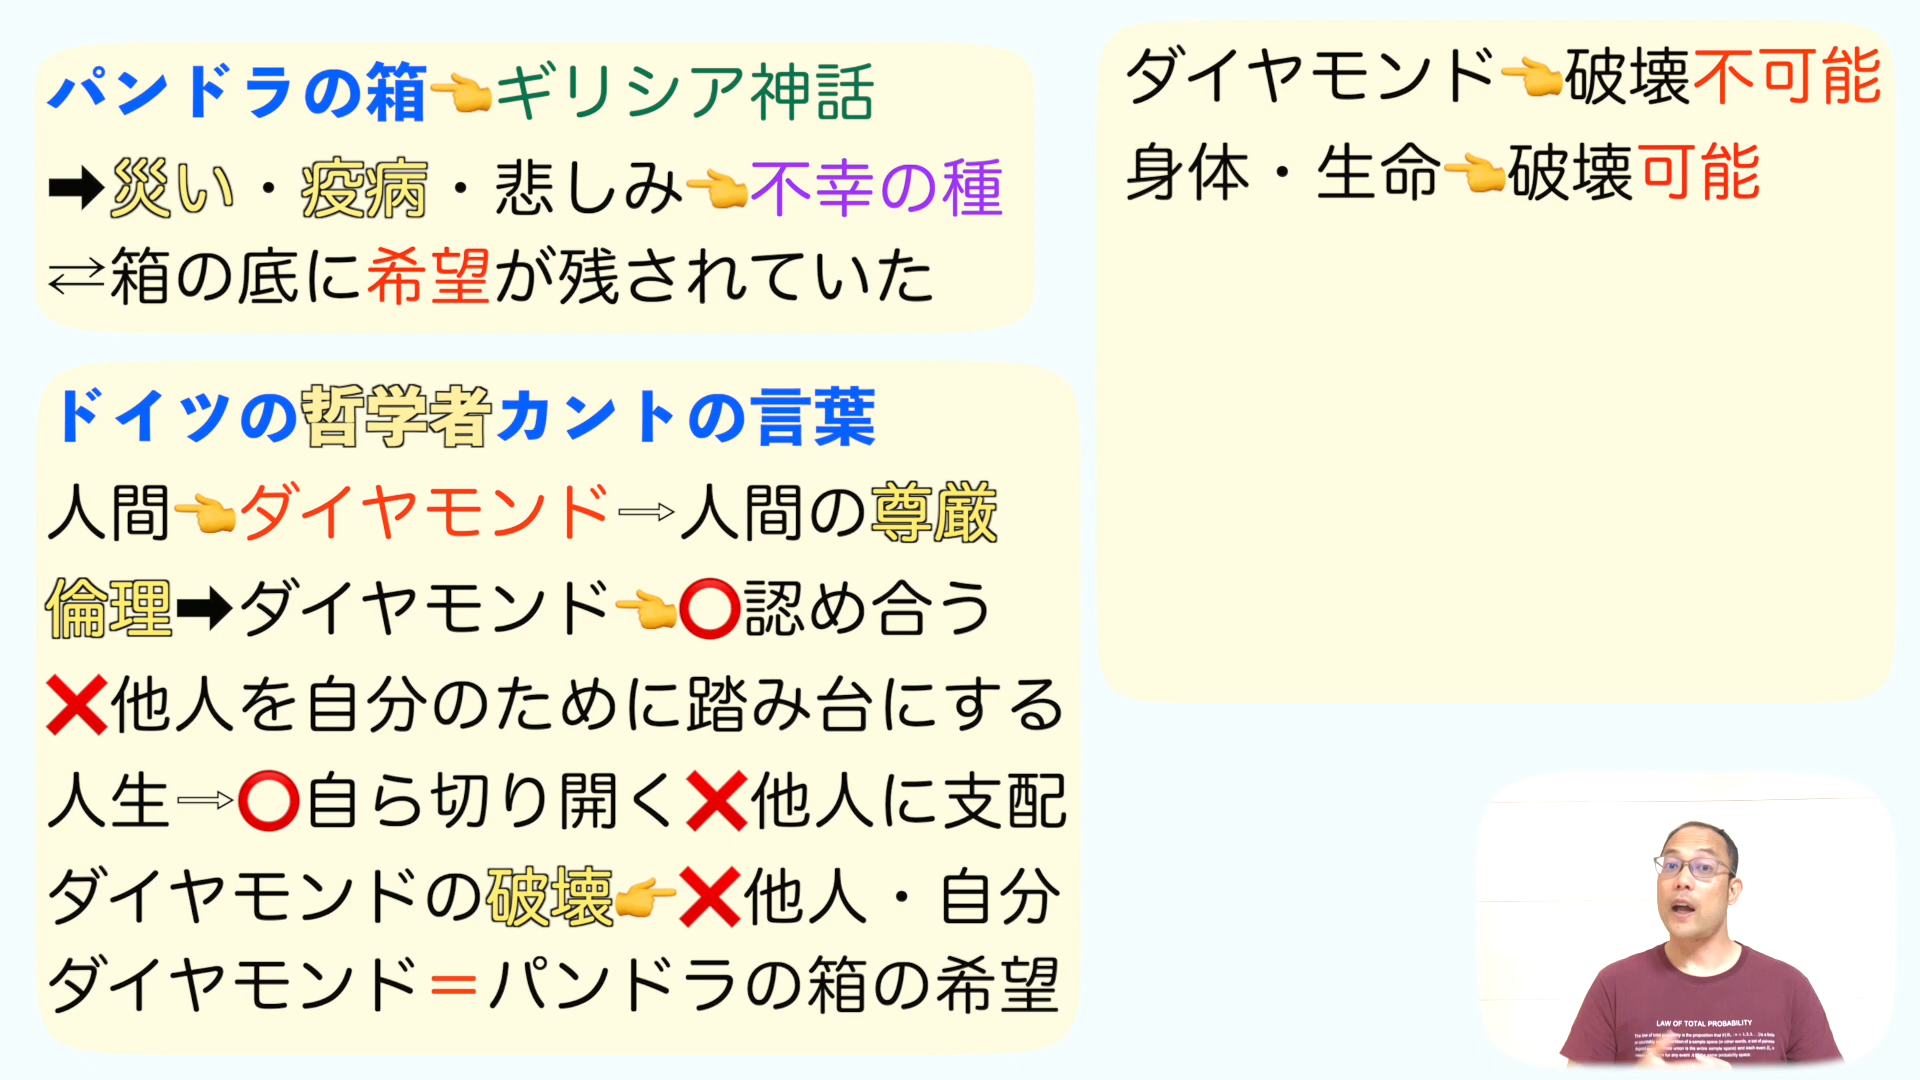 パンドラの箱👈ギリシア神話
➡災い・疫病・悲しみ👈不幸の種
⇄箱の底に希望が残されていた
ドイツの哲学者カントの言葉
人間👈ダイヤモンド⇒人間の尊厳
倫理➡ダイヤモンド👈⭕認め合う
❌他人を自分のために踏み台にする
人生⇒⭕自ら切り開く❌他人に支配
ダイヤモンドの破壊👉❌他人・自分
ダイヤモンド＝パンドラの箱の希望
ダイヤモンド👈破壊不可能
身体・生命👈破壊可能
LAW OF TOTAL PROBABILITY